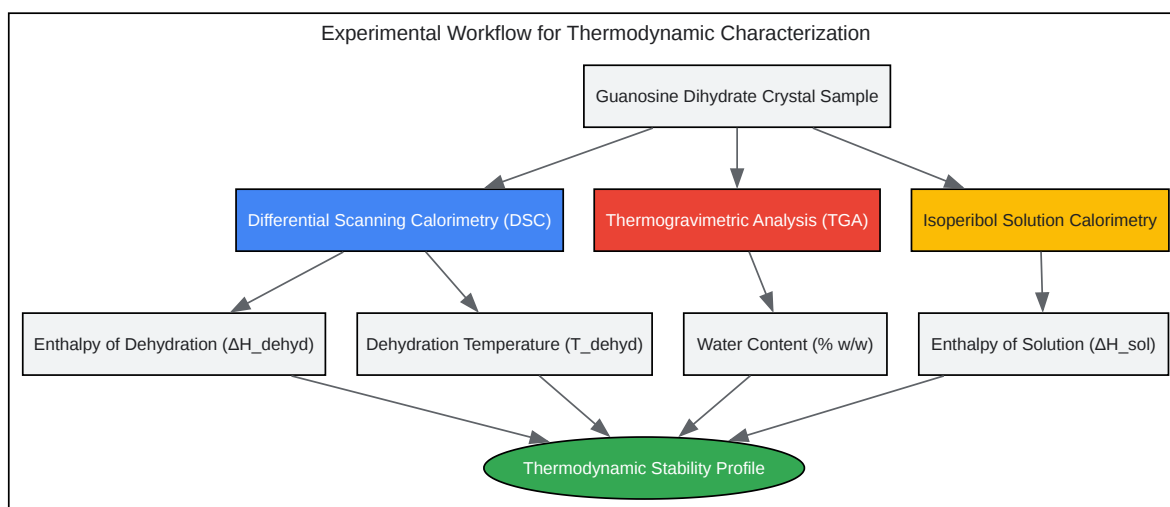 Experimental Workflow for Thermodynamic Characterization
Guanosine Dihydrate Crystal Sample
Differential Scanning Calorimetry (DSC)
Thermogravimetric Analysis (TGA)
Isoperibol Solution Calorimetry
Enthalpy of Dehydration (ΔH_dehyd)
Dehydration Temperature (T_dehyd)
Water Content (% w/w)
Enthalpy of Solution (ΔH_sol)
Thermodynamic Stability Profile